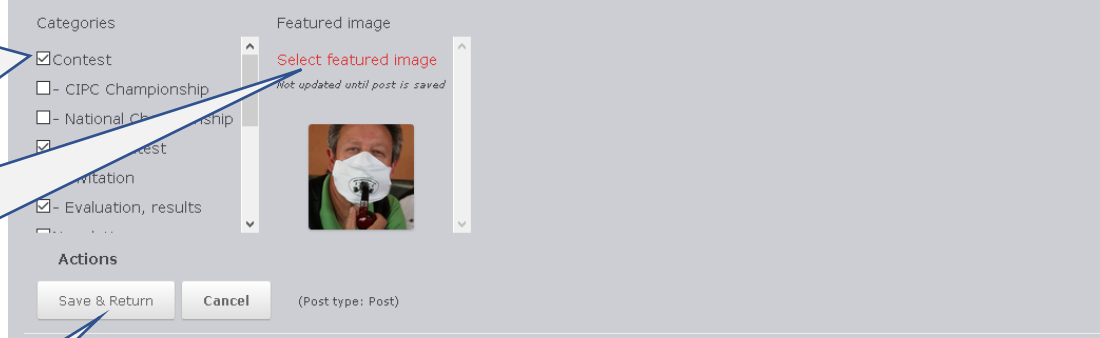 Categories
Featured image
Contest
- CIPC Championship
- National Championship
- Evaluation, results
Select featured image
Not updated until post is saved
Actions
Save & Return
Cancel
(Post type: Post)